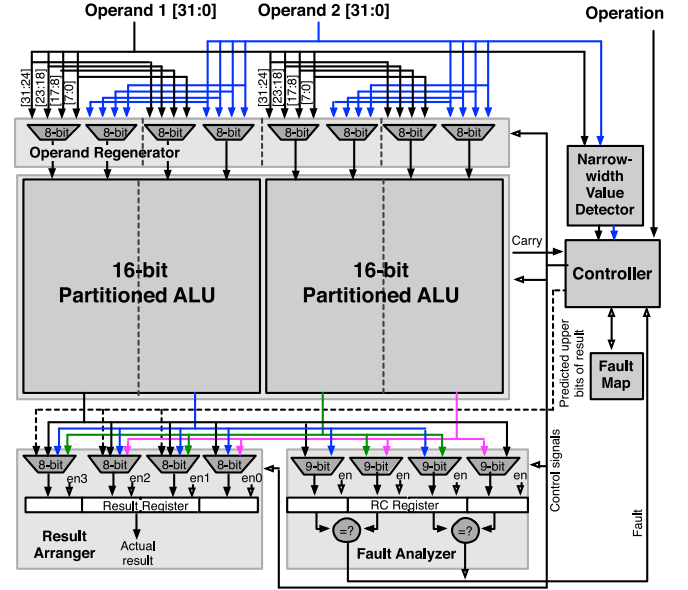 Operand 1 [31:0]
Operand 2 [31:0]
Operation
[31:24]
[23:18]
[17:8]
[7:0]
[31:24]
[23:18]
[17:8]
[7:0]
8-bit
8-bit
8-bit
8-bit
8-bit
8-bit
8-bit
8-bit
Operand Regenerator
Narrow-
width
Value
Detector
16-bit
Partitioned ALU
16-bit
Partitioned ALU
Carry
Controller
Predicted upper
bits of result
Fault
Map
8-bit
8-bit
8-bit
8-bit
9-bit
9-bit
9-bit
9-bit
en3
en2
en1
en0
en
en
en
en
Result Register
RC Register
Result
Arranger
Actual
result
=?
=?
Fault Analyzer
Control signals
Fault